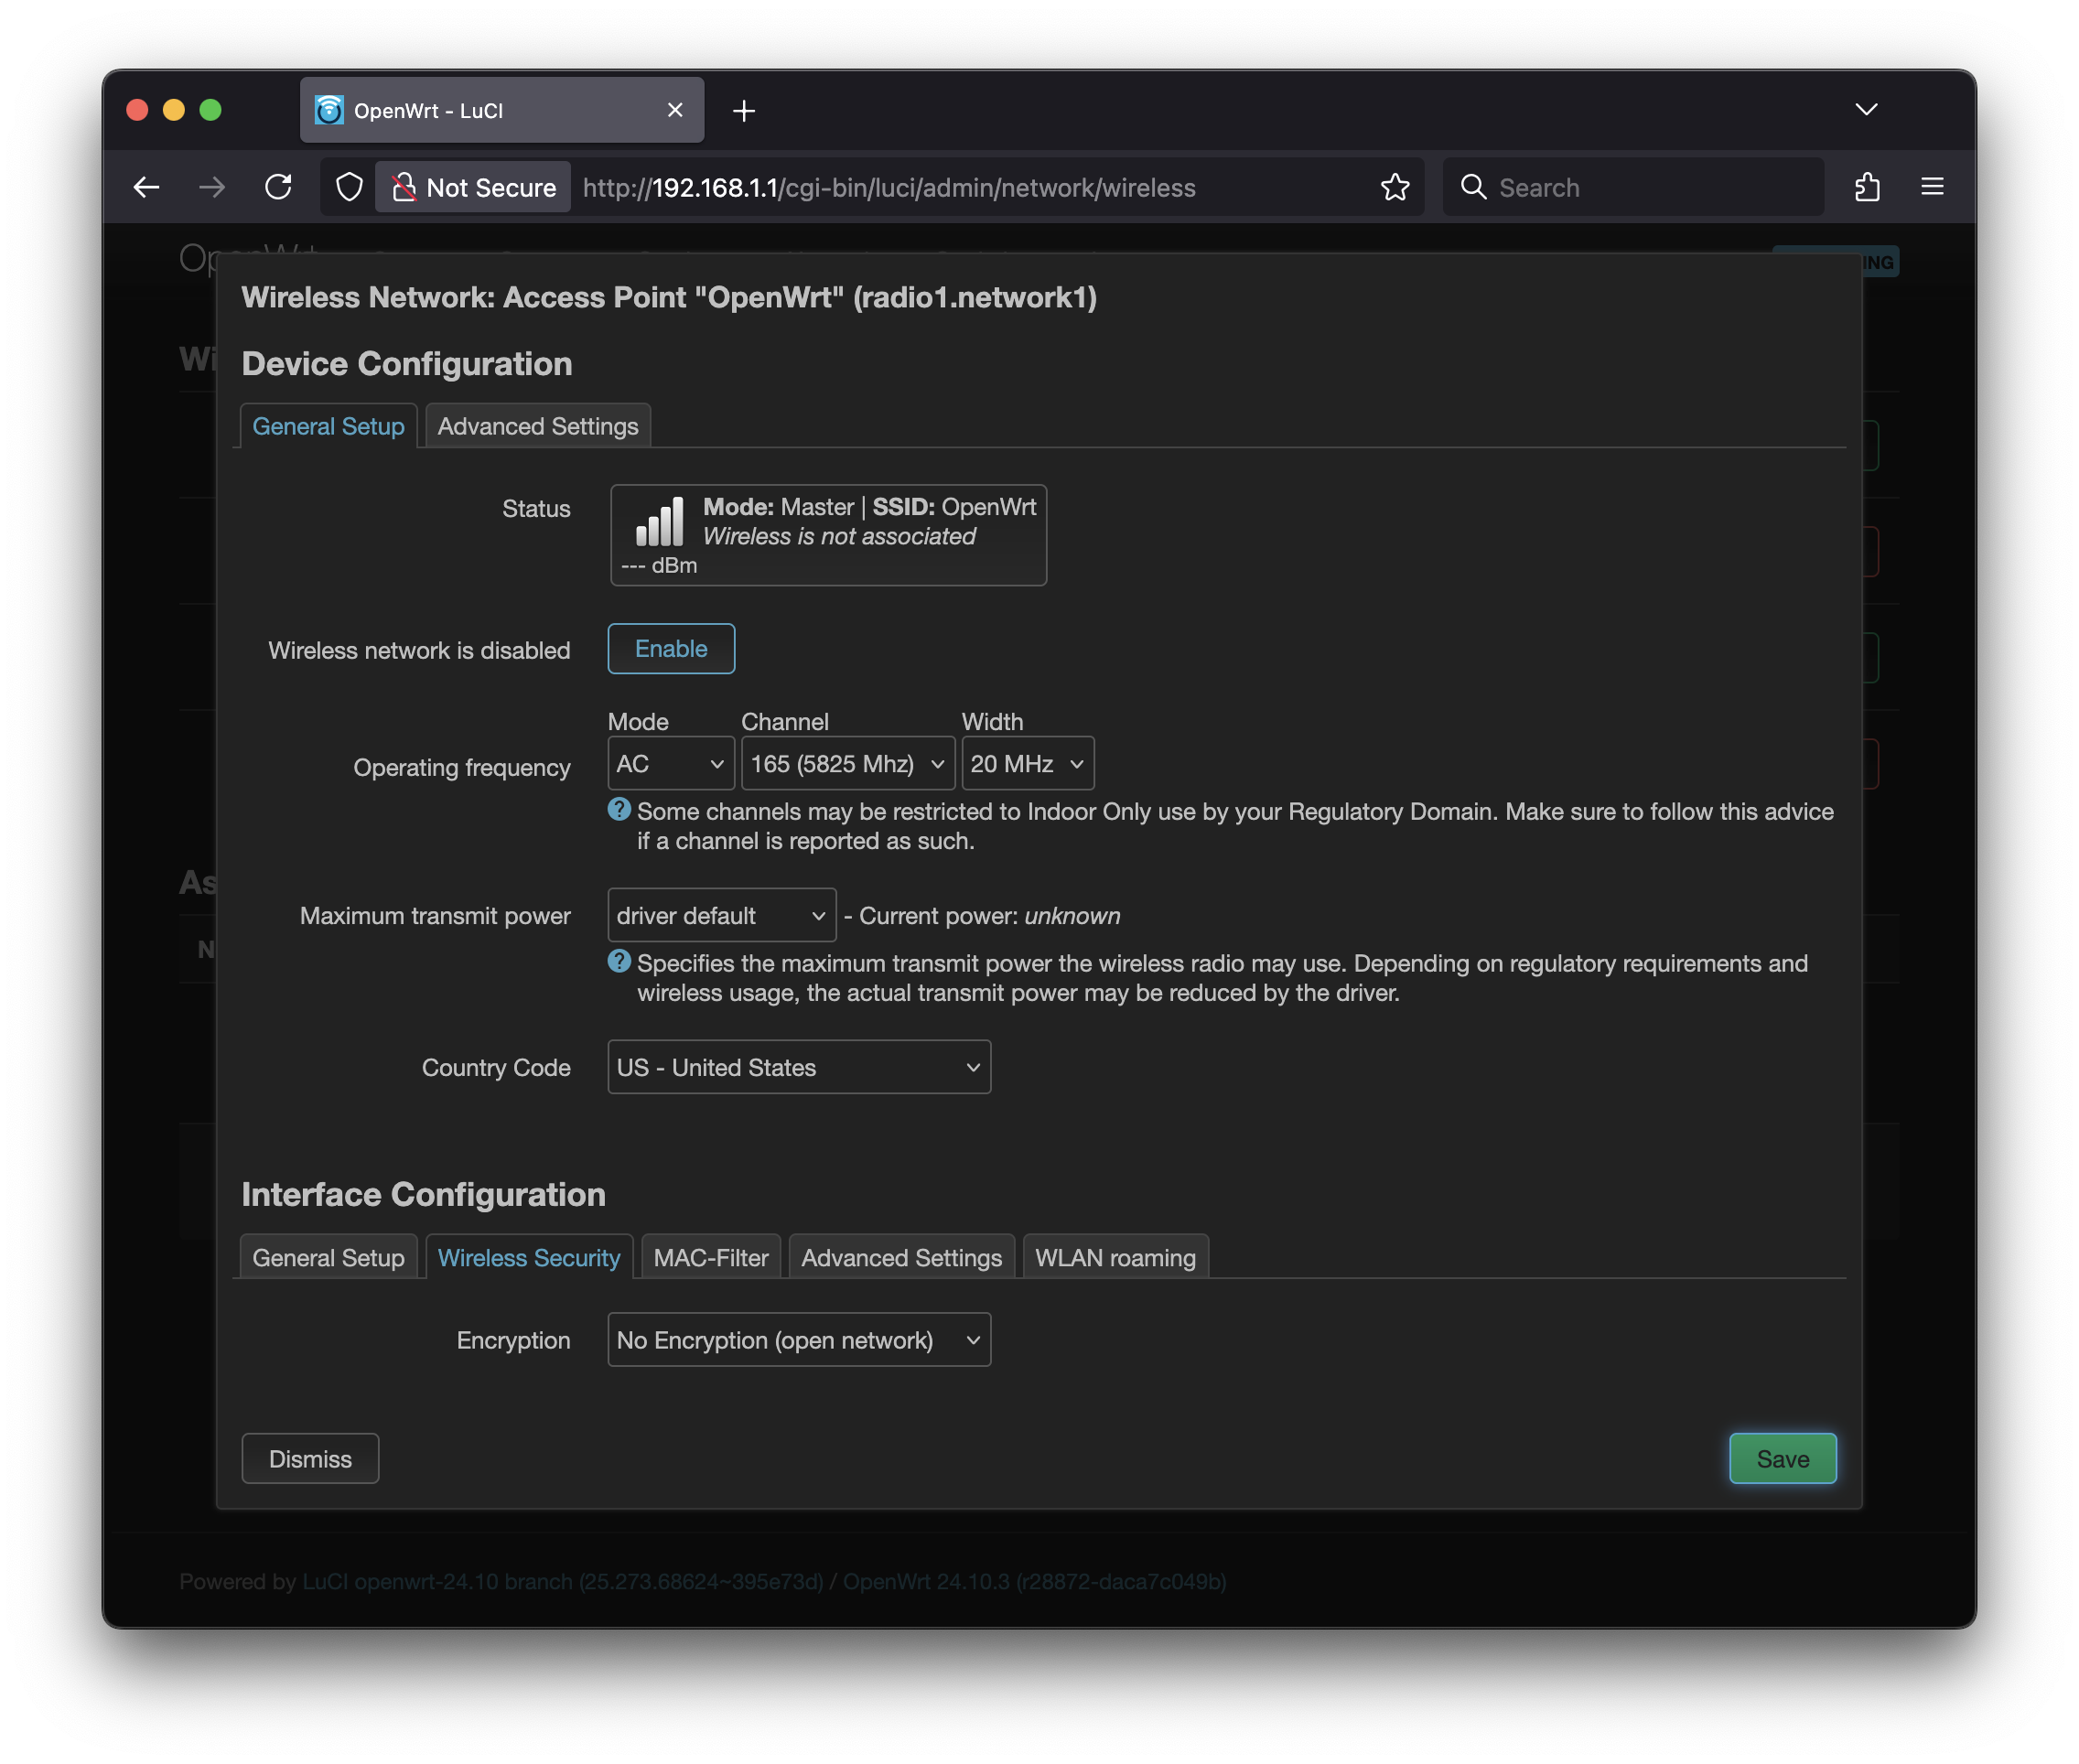 OpenWrt - LuCI
Not Secure http://192.168.1.1/cgi-bin/luci/admin/network/wireless Search
Wireless Network: Access Point "OpenWrt" (radio1.network1)
Device Configuration
General Setup Advanced Settings
Status
Mode: Master | SSID: OpenWrt
Wireless is not associated
--- dBm
Wireless network is disabled Enable
Mode Channel Width
Operating frequency AC 165 (5825 Mhz) 20 MHz
Some channels may be restricted to Indoor Only use by your Regulatory Domain. Make sure to follow this advice
if a channel is reported as such.
Maximum transmit power driver default - Current power: unknown
Specifies the maximum transmit power the wireless radio may use. Depending on regulatory requirements and
wireless usage, the actual transmit power may be reduced by the driver.
Country Code US - United States
Interface Configuration
General Setup Wireless Security MAC-Filter Advanced Settings WLAN roaming
Encryption No Encryption (open network)
Dismiss Save
Powered by LuCI openwrt-24.10 branch (25.273.68624~395e73d) / OpenWrt 24.10.3 (r28872-daca7c049b)